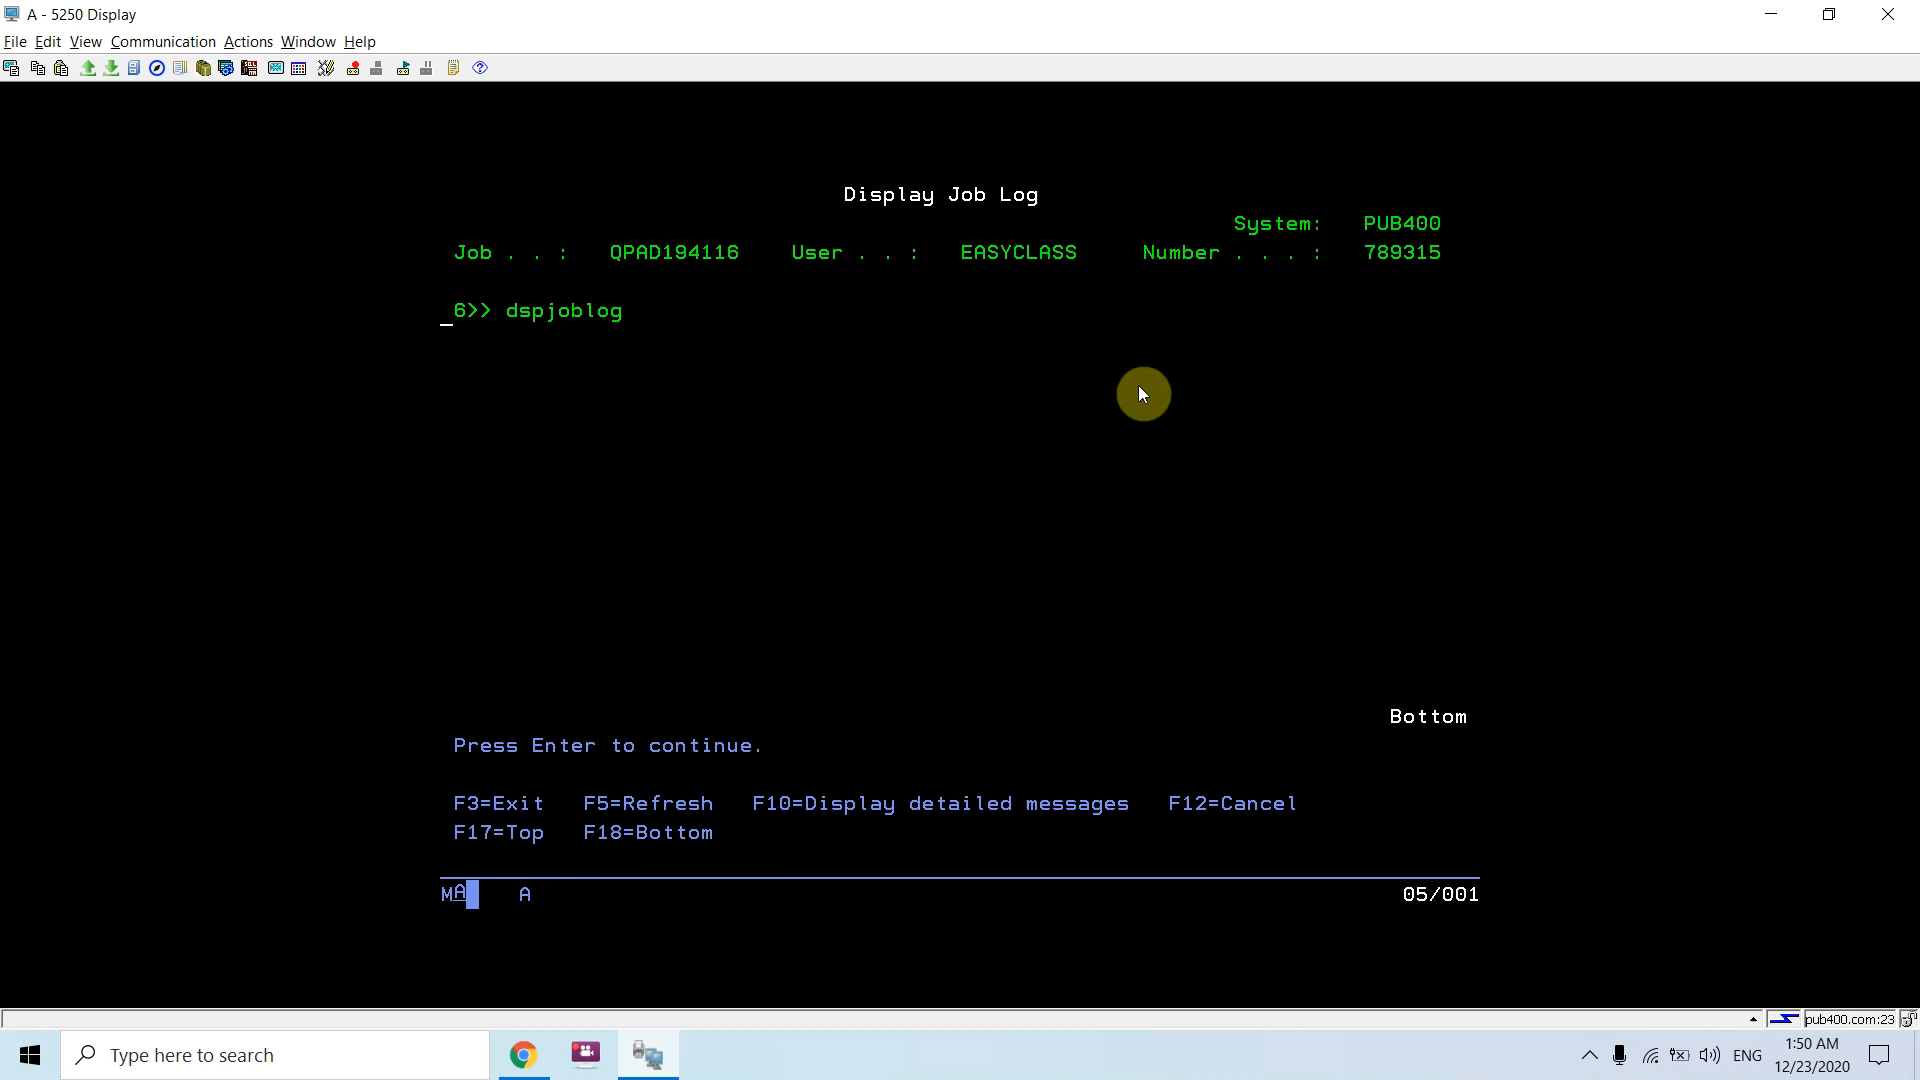 A - 5250 Display
File Edit View Communication Actions Window Help
Display Job Log
System: PUB400
Job . . : QPAD194116 User . . : EASYCLASS Number . . . : 789315
_6>> dspjoblog
Bottom
Press Enter to continue.
F3=Exit F5=Refresh F10=Display detailed messages F12=Cancel
F17=Top F18=Bottom
MA A 05/001
pub400.com:23
Type here to search
ENG
1:50 AM
12/23/2020